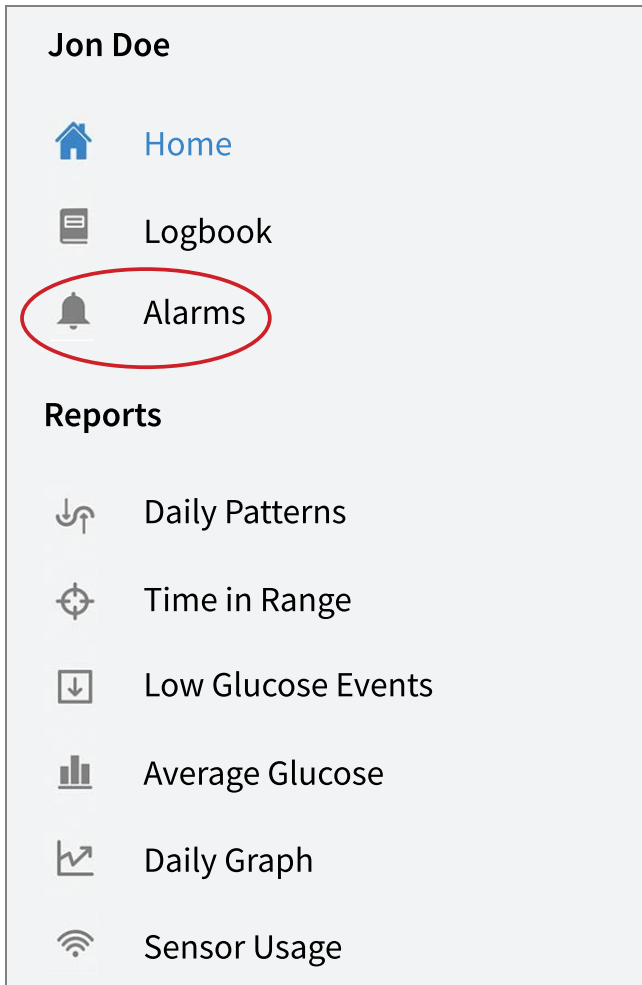 Jon Doe
Home
Logbook
Alarms
Reports
Daily Patterns
Time in Range
Low Glucose Events
Average Glucose
Daily Graph
Sensor Usage